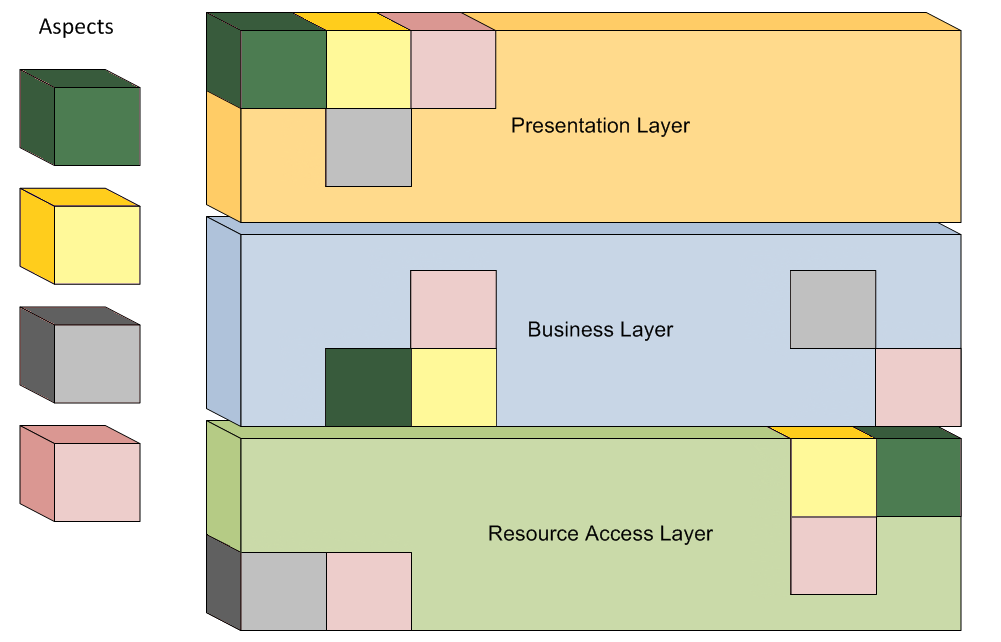 Aspects
Presentation Layer
Business Layer
Resource Access Layer